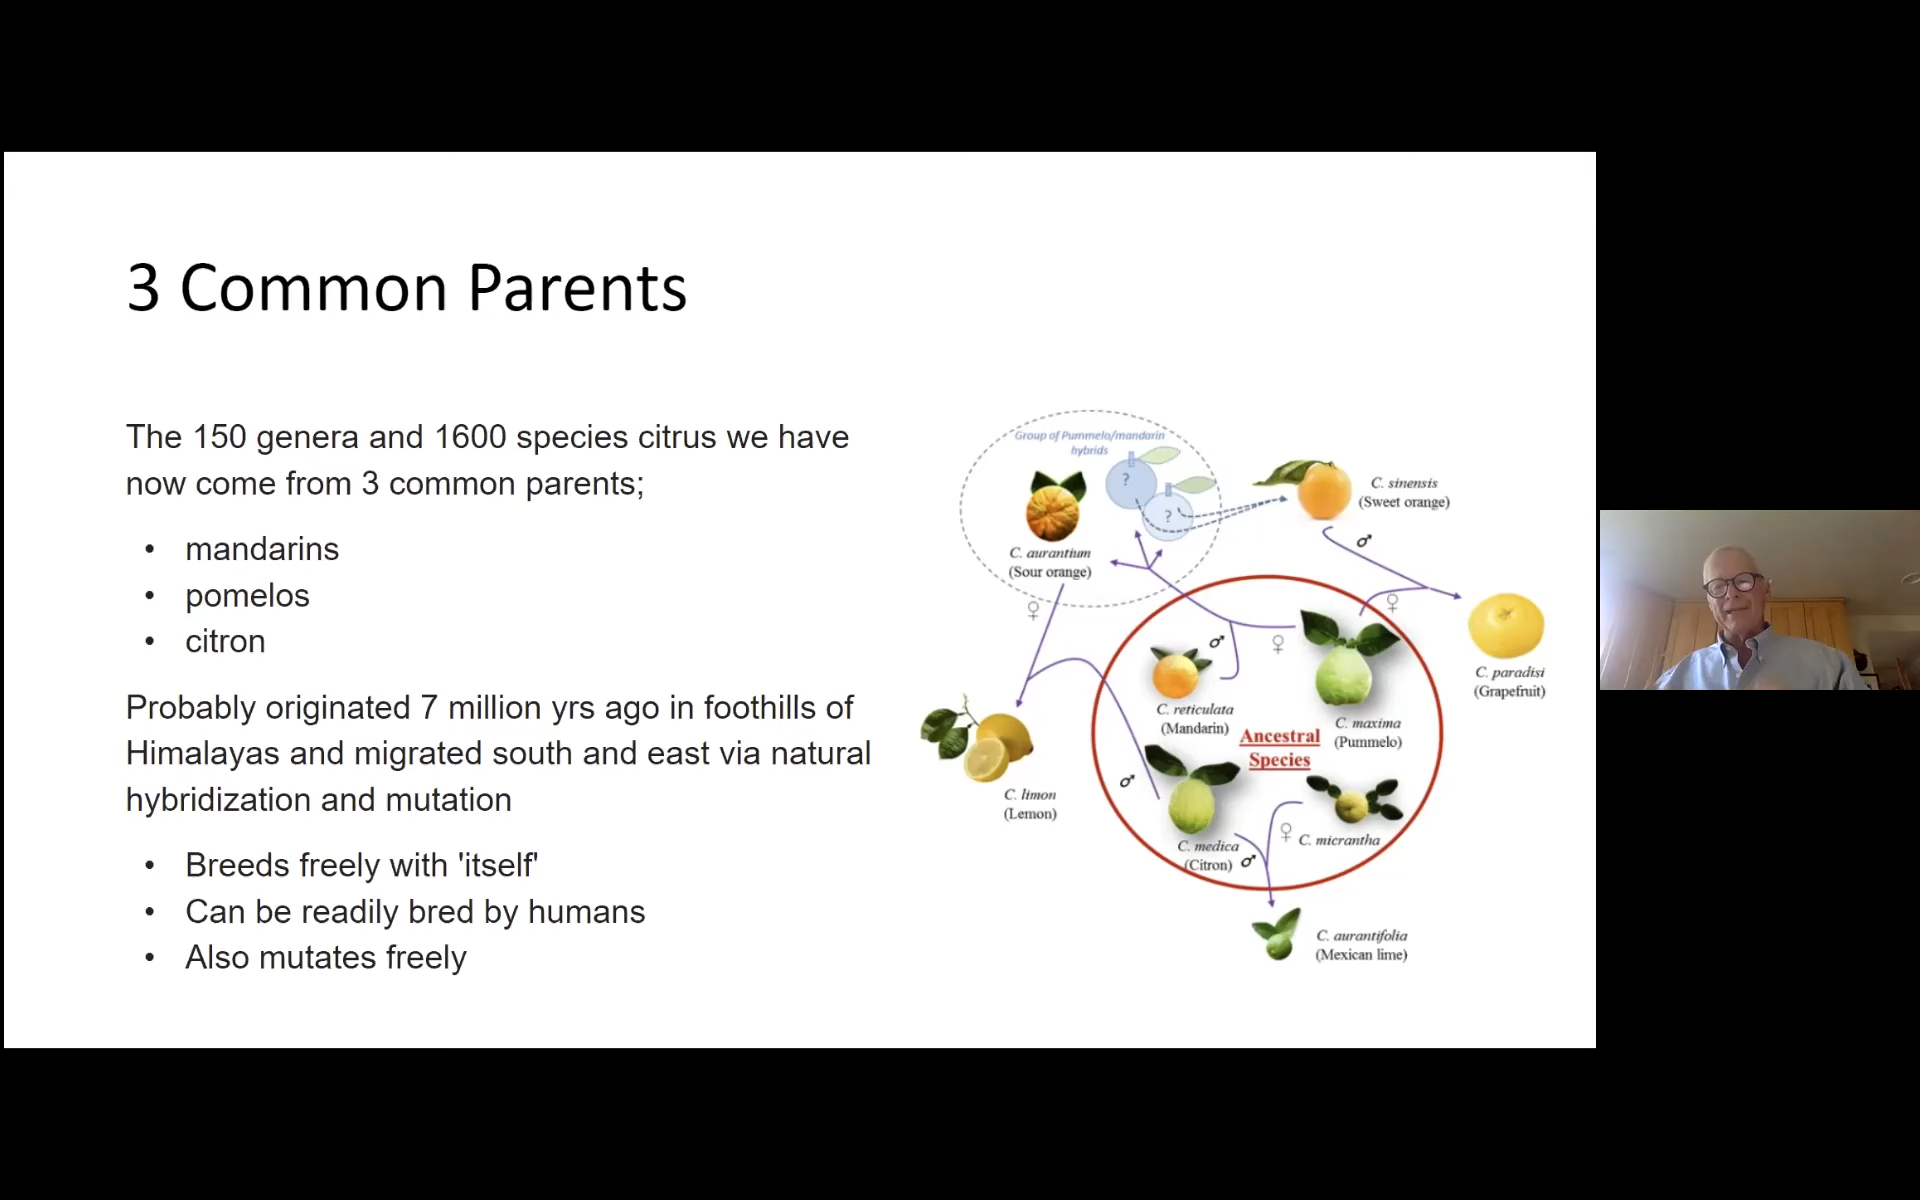 3 Common Parents
The 150 genera and 1600 species citrus we have
now come from 3 common parents;
• mandarins
• pomelos
• citron
Probably originated 7 million yrs ago in foothills of
Himalayas and migrated south and east via natural
hybridization and mutation
• Breeds freely with 'itself'
• Can be readily bred by humans
• Also mutates freely
Group of Pummelo/mandarin
hybrids
?
?
C. aurantium
(Sour orange)
C. sinensis
(Sweet orange)
♂
♀
♀
♂
♀
C. paradisi
(Grapefruit)
C. reticulata
(Mandarin)
C. maxima
(Pummelo)
Ancestral
Species
♂
C. limon
(Lemon)
C. medica
(Citron)
♂
♀
C. micrantha
C. aurantifolia
(Mexican lime)